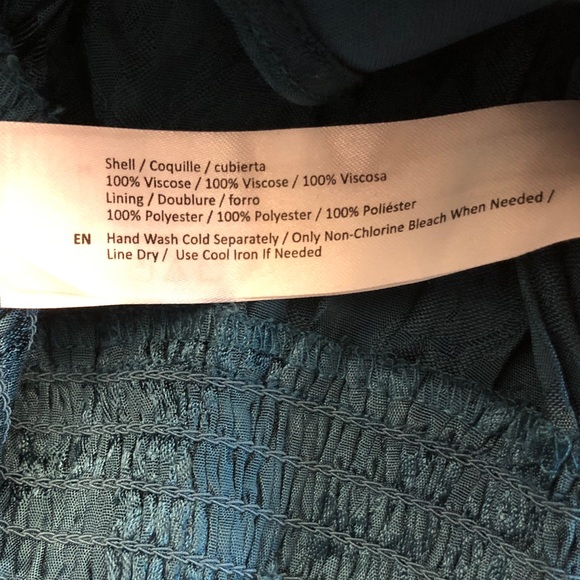 Shell / Coquille / cubierta
100% Viscose / 100% Viscose / 100% Viscosa
Lining / Doublure / forro
100% Polyester / 100% Polyester / 100% Poliéster
EN Hand Wash Cold Separately / Only Non-Chlorine Bleach When Needed /
Line Dry / Use Cool Iron If Needed